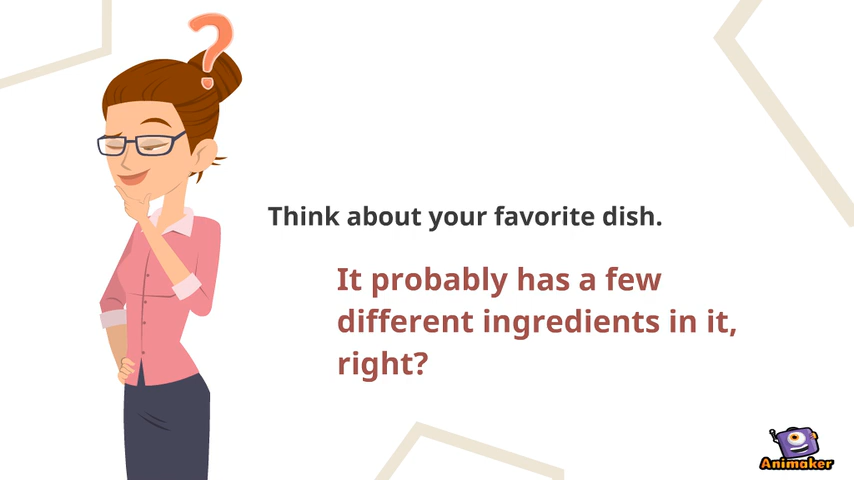 ?
Think about your favorite dish.
It probably has a few
different ingredients in it,
right?
Animaker